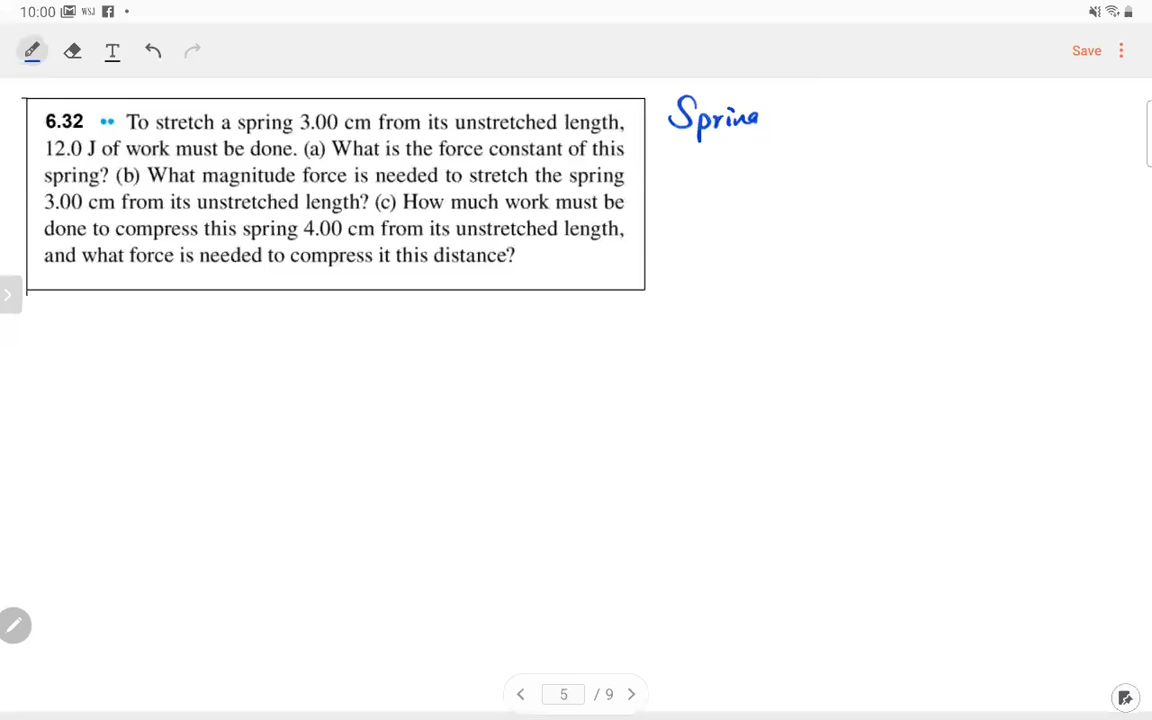 10:00 WSJ
Save
6.32 •• To stretch a spring 3.00 cm from its unstretched length,
12.0 J of work must be done. (a) What is the force constant of this
spring? (b) What magnitude force is needed to stretch the spring
3.00 cm from its unstretched length? (c) How much work must be
done to compress this spring 4.00 cm from its unstretched length,
and what force is needed to compress it this distance?
Sprina
5 / 9